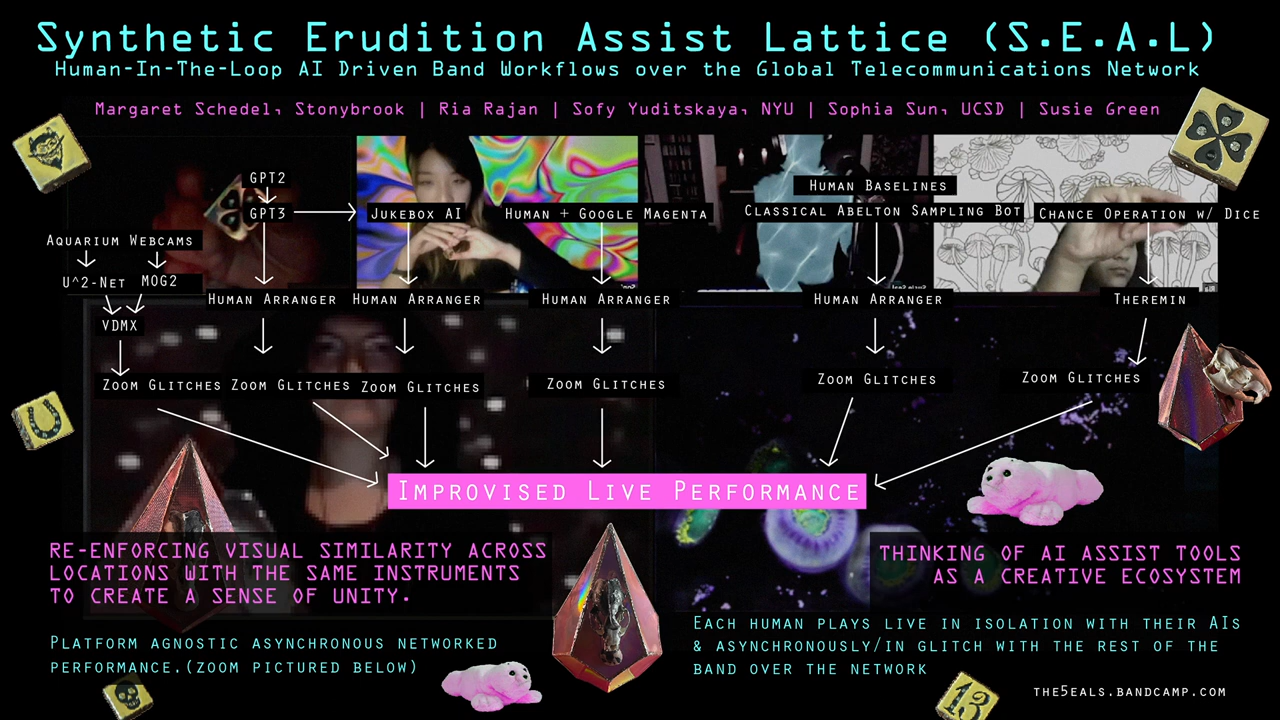 Synthetic Erudition Assist Lattice (S.E.A.L)
Human-In-The-Loop AI Driven Band Workflows over the Global Telecommunications Network
Margaret Schedel, Stonybrook | Ria Rajan | Sofy Yuditskaya, NYU | Sophia Sun, UCSD | Susie Green
GPT2
GPT3
Jukebox AI
Human + Google Magenta
Human Baselines
Classical Abelton Sampling Bot
Chance Operation w/ Dice
Aquarium Webcams
U^2-Net
MOG2
VDMX
Human Arranger
Human Arranger
Human Arranger
Human Arranger
Theremin
Zoom Glitches
Zoom Glitches
Zoom Glitches
Zoom Glitches
Zoom Glitches
Zoom Glitches
Improvised Live Performance
RE-ENFORCING VISUAL SIMILARITY ACROSS
LOCATIONS WITH THE SAME INSTRUMENTS
TO CREATE A SENSE OF UNITY.
THINKING OF AI ASSIST TOOLS
AS A CREATIVE ECOSYSTEM
Platform agnostic asynchronous networked
performance.(zoom pictured below)
Each human plays live in isolation with their AIs
& asynchronously/in glitch with the rest of the
band over the network
13
the5eals.bandcamp.com